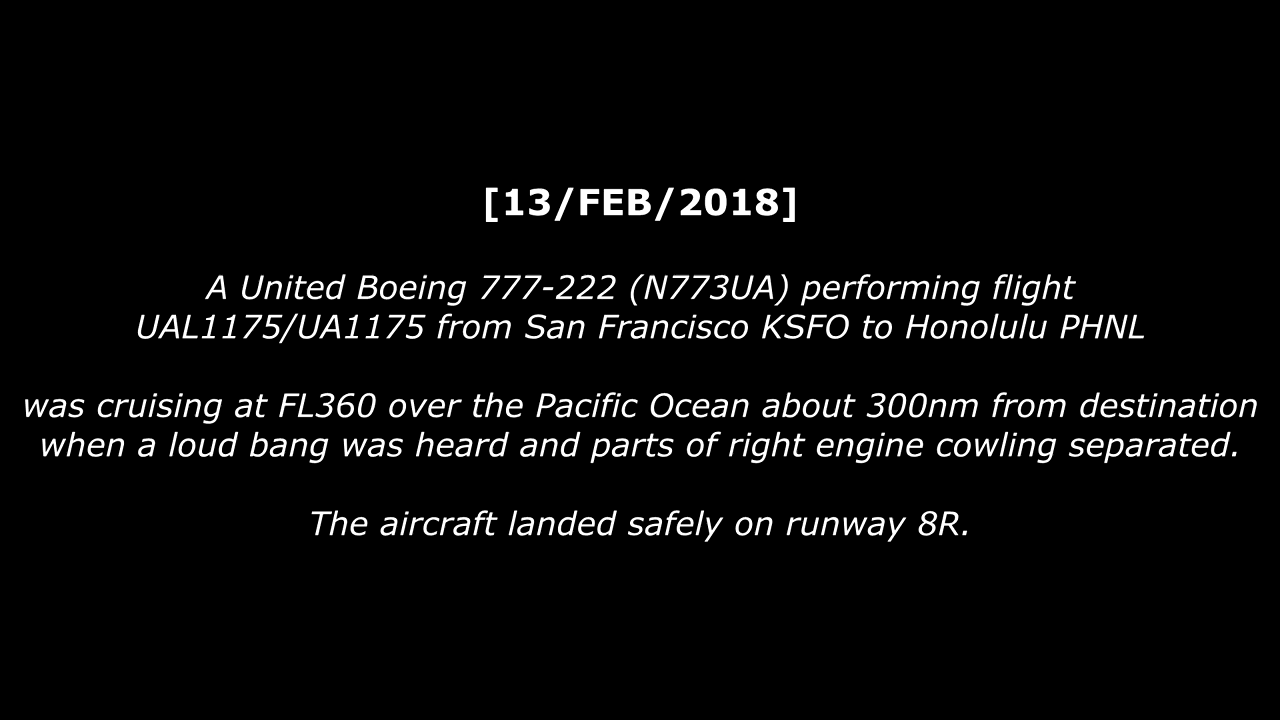 [13/FEB/2018]
A United Boeing 777-222 (N773UA) performing flight
UAL1175/UA1175 from San Francisco KSFO to Honolulu PHNL
was cruising at FL360 over the Pacific Ocean about 300nm from destination
when a loud bang was heard and parts of right engine cowling separated.
The aircraft landed safely on runway 8R.